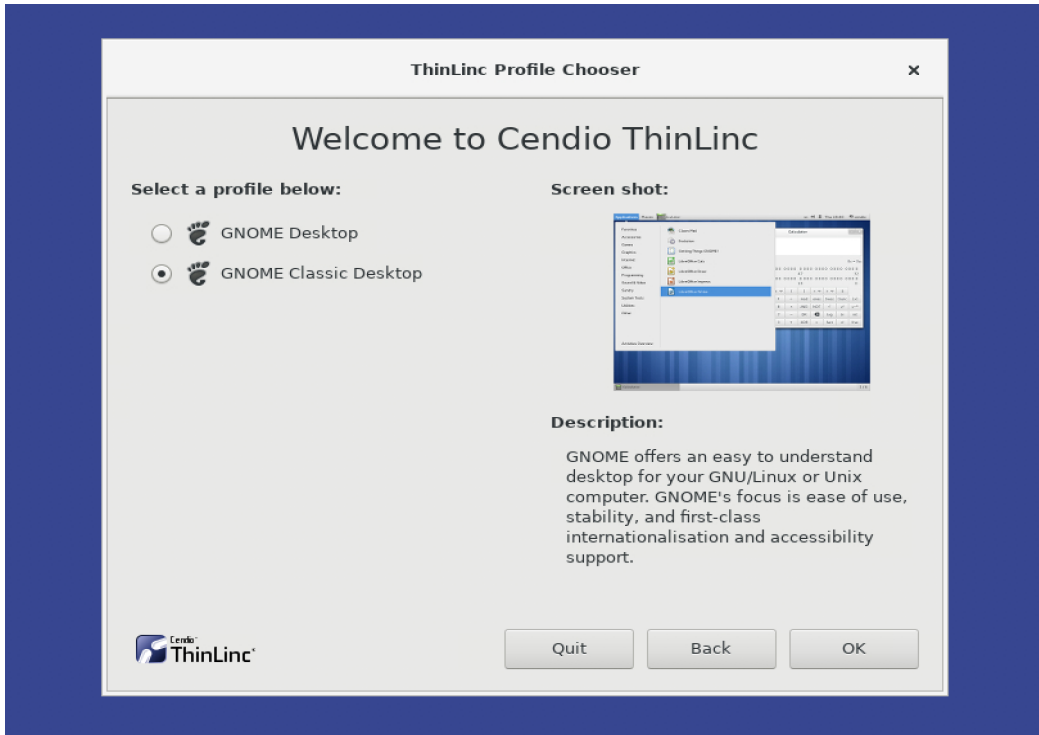 ThinLinc Profile Chooser
Welcome to Cendio ThinLinc
Select a profile below:
GNOME Desktop
GNOME Classic Desktop
Screen shot:
Description:
GNOME offers an easy to understand
desktop for your GNU/Linux or Unix
computer. GNOME's focus is ease of use,
stability, and first-class
internationalisation and accessibility
support.
Cendio
ThinLinc
Quit
Back
OK